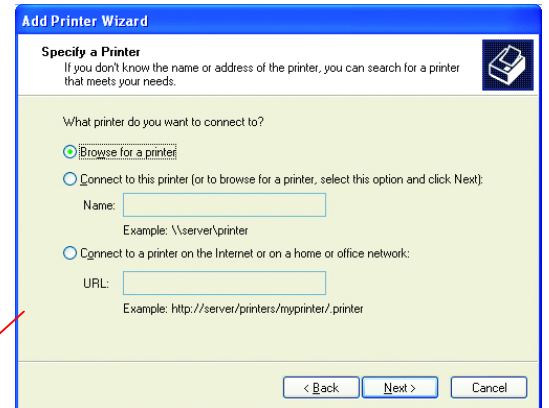 Add Printer Wizard
Specify a Printer
If you don't know the name or address of the printer, you can search for a printer
that meets your needs.
What printer do you want to connect to?
Browse for a printer
Connect to this printer (or to browse for a printer, select this option and click Next):
Name:
Example: \\server\printer
Connect to a printer on the Internet or on a home or office network:
URL:
Example: http://server/printers/myprinter/.printer
< Back Next > Cancel